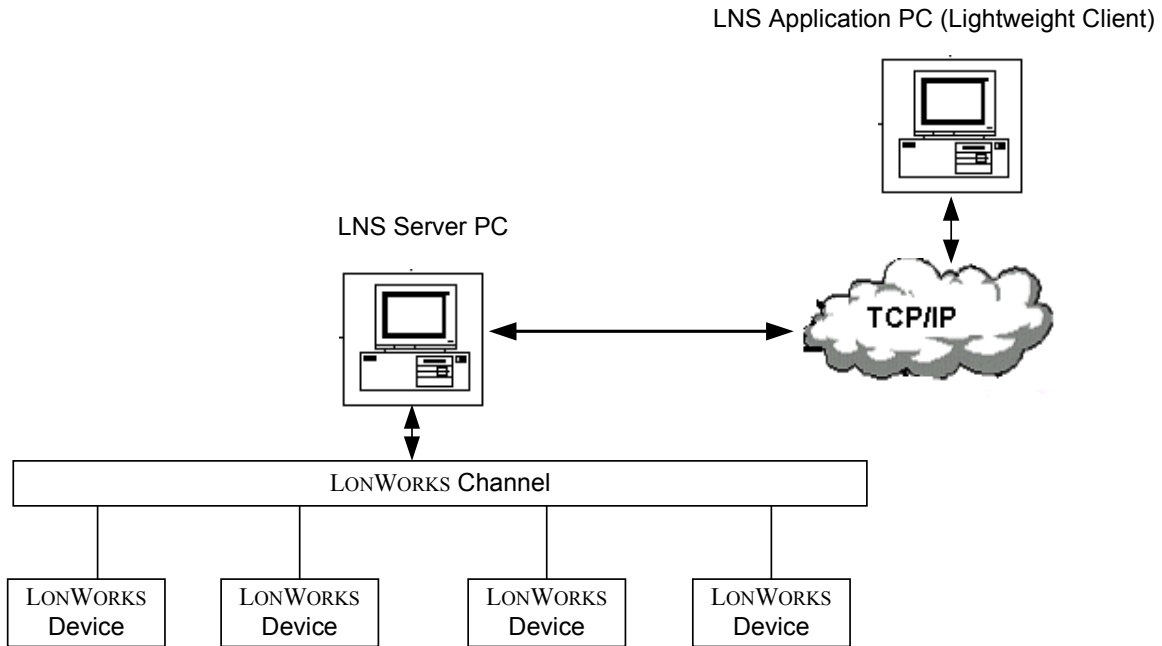 LNS Application PC (Lightweight Client)
LNS Server PC
TCP/IP
LONWORKS Channel
LONWORKS
Device
LONWORKS
Device
LONWORKS
Device
LONWORKS
Device